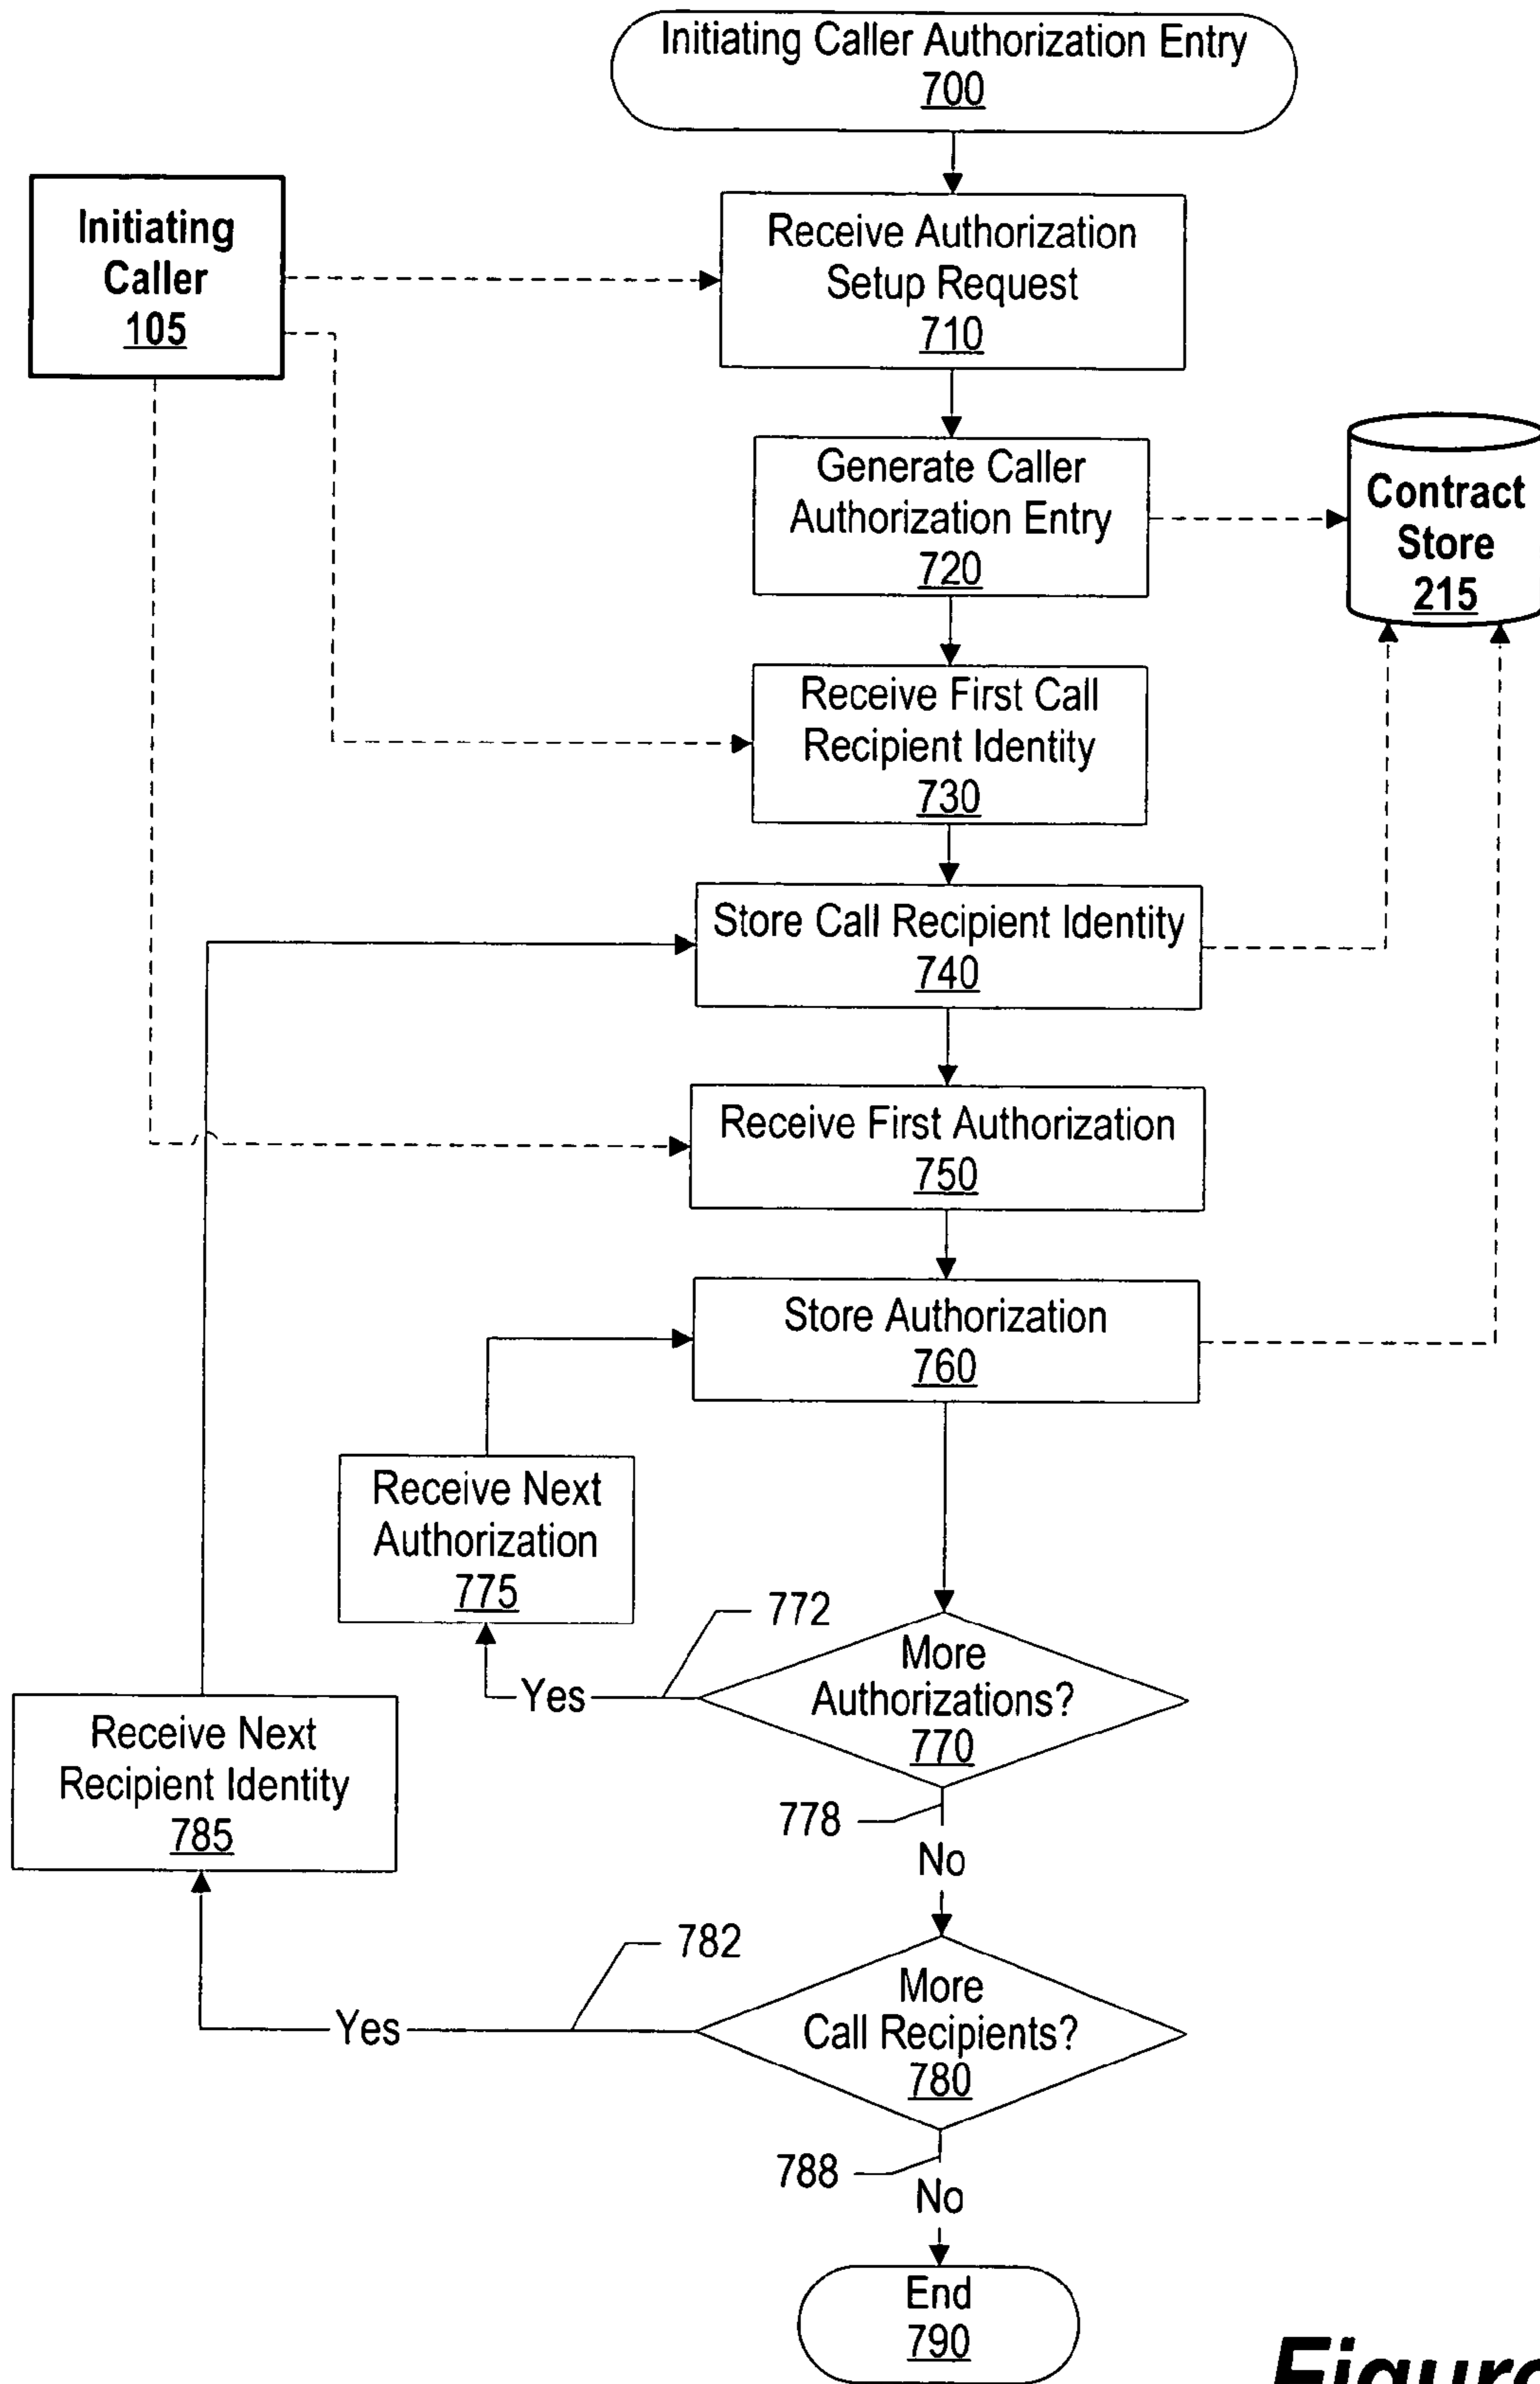 Initiating Caller Authorization Entry
700
Initiating
Caller
105
Receive Authorization
Setup Request
710
Generate Caller
Authorization Entry
720
Contract
Store
215
Receive First Call
Recipient Identity
730
Store Call Recipient Identity
740
Receive First Authorization
750
Store Authorization
760
Receive Next
Authorization
775
772
Yes
More
Authorizations?
770
Receive Next
Recipient Identity
785
778
No
782
Yes
More
Call Recipients?
780
788
No
End
790
Figure